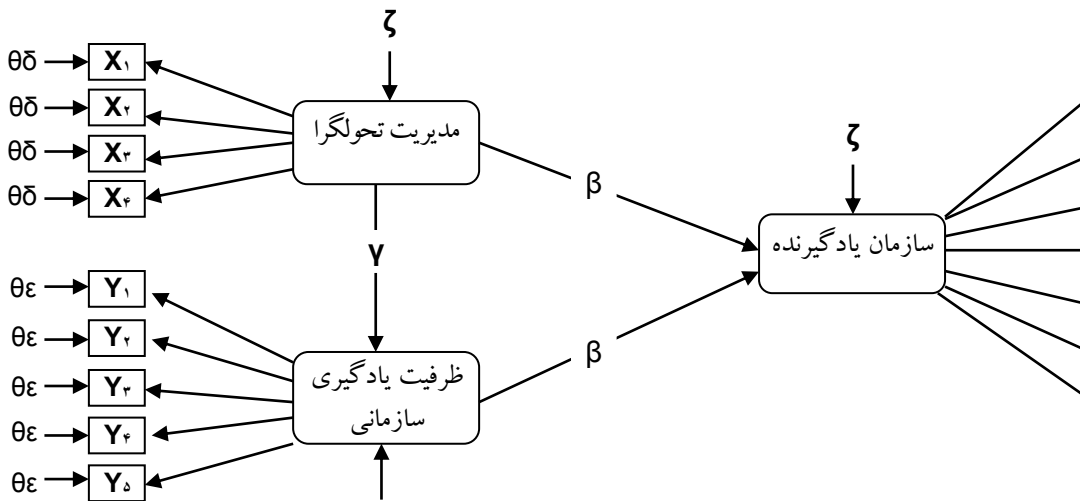 ζ
θδ X۱
θδ X۲
θδ X۳
θδ X۴
مدیریت تحولگرا
β
ζ
سازمان یادگیرنده
γ
θε Y۱
θε Y۲
θε Y۳
θε Y۴
θε Y۵
ظرفیت یادگیری
سازمانی
β